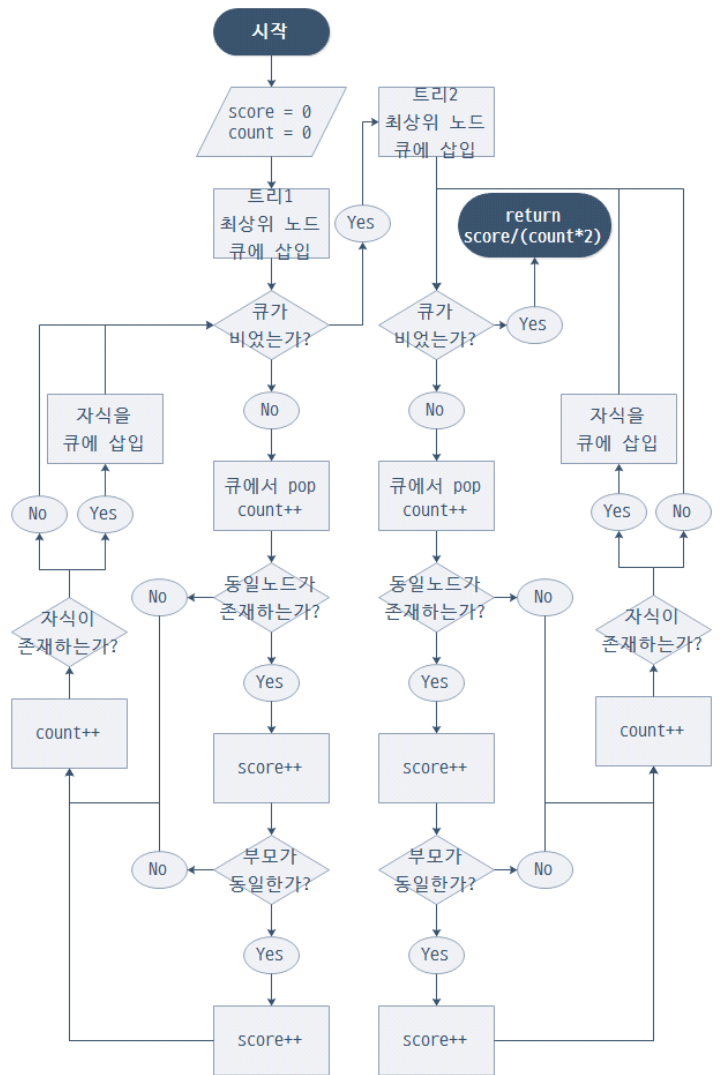 시작
score = 0
count = 0
트리1
최상위 노드
큐에 삽입
큐가
비었는가?
Yes
No
큐에서 pop
count++
동일노드가
존재하는가?
No
Yes
score++
부모가
동일한가?
No
Yes
score++
count++
자식이
존재하는가?
No
Yes
자식을
큐에 삽입
트리2
최상위 노드
큐에 삽입
큐가
비었는가?
Yes
return
score/(count*2)
No
큐에서 pop
count++
동일노드가
존재하는가?
No
Yes
score++
부모가
동일한가?
No
Yes
score++
count++
자식이
존재하는가?
Yes
No
자식을
큐에 삽입